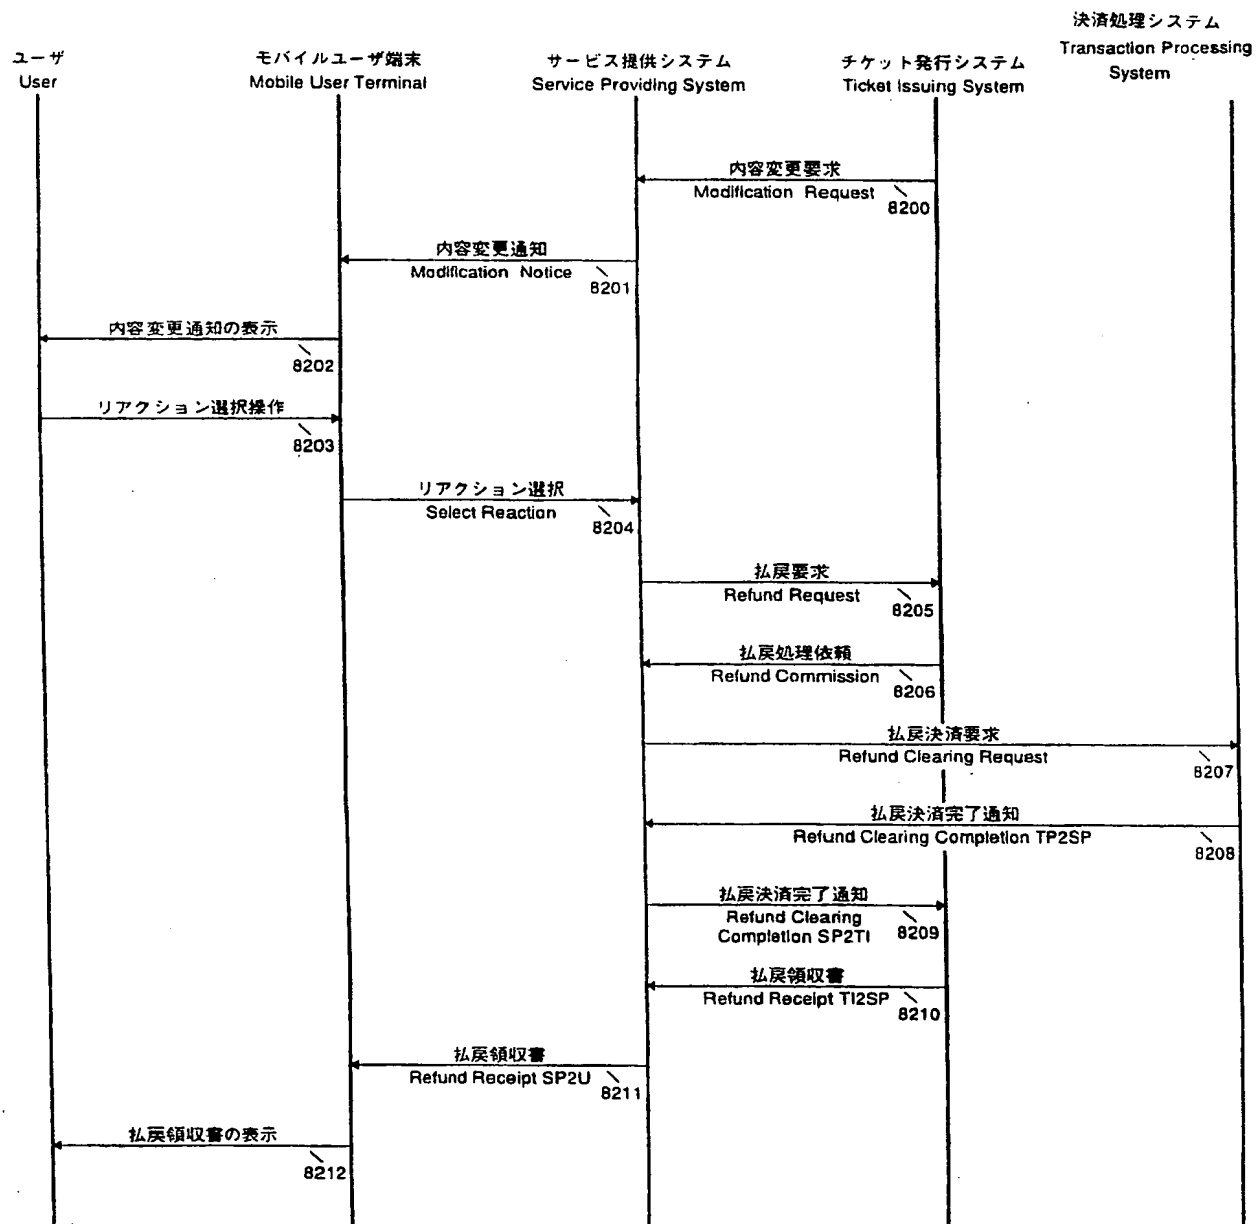 決済処理システム
Transaction Processing
System
ユーザ
User
モバイルユーザ端末
Mobile User Terminal
サービス提供システム
Service Providing System
チケット発行システム
Ticket Issuing System
内容変更要求
Modification Request
8200
内容変更通知
Modification Notice
8201
内容変更通知の表示
8202
リアクション選択操作
8203
リアクション選択
Select Reaction
8204
払戻要求
Refund Request
8205
払戻処理依頼
Refund Commission
8206
払戻決済要求
Refund Clearing Request
8207
払戻決済完了通知
Refund Clearing Completion TP2SP
8208
払戻決済完了通知
Refund Clearing
Completion SP2TI
8209
払戻領収書
Refund Receipt TI2SP
8210
払戻領収書
Refund Receipt SP2U
8211
払戻領収書の表示
8212